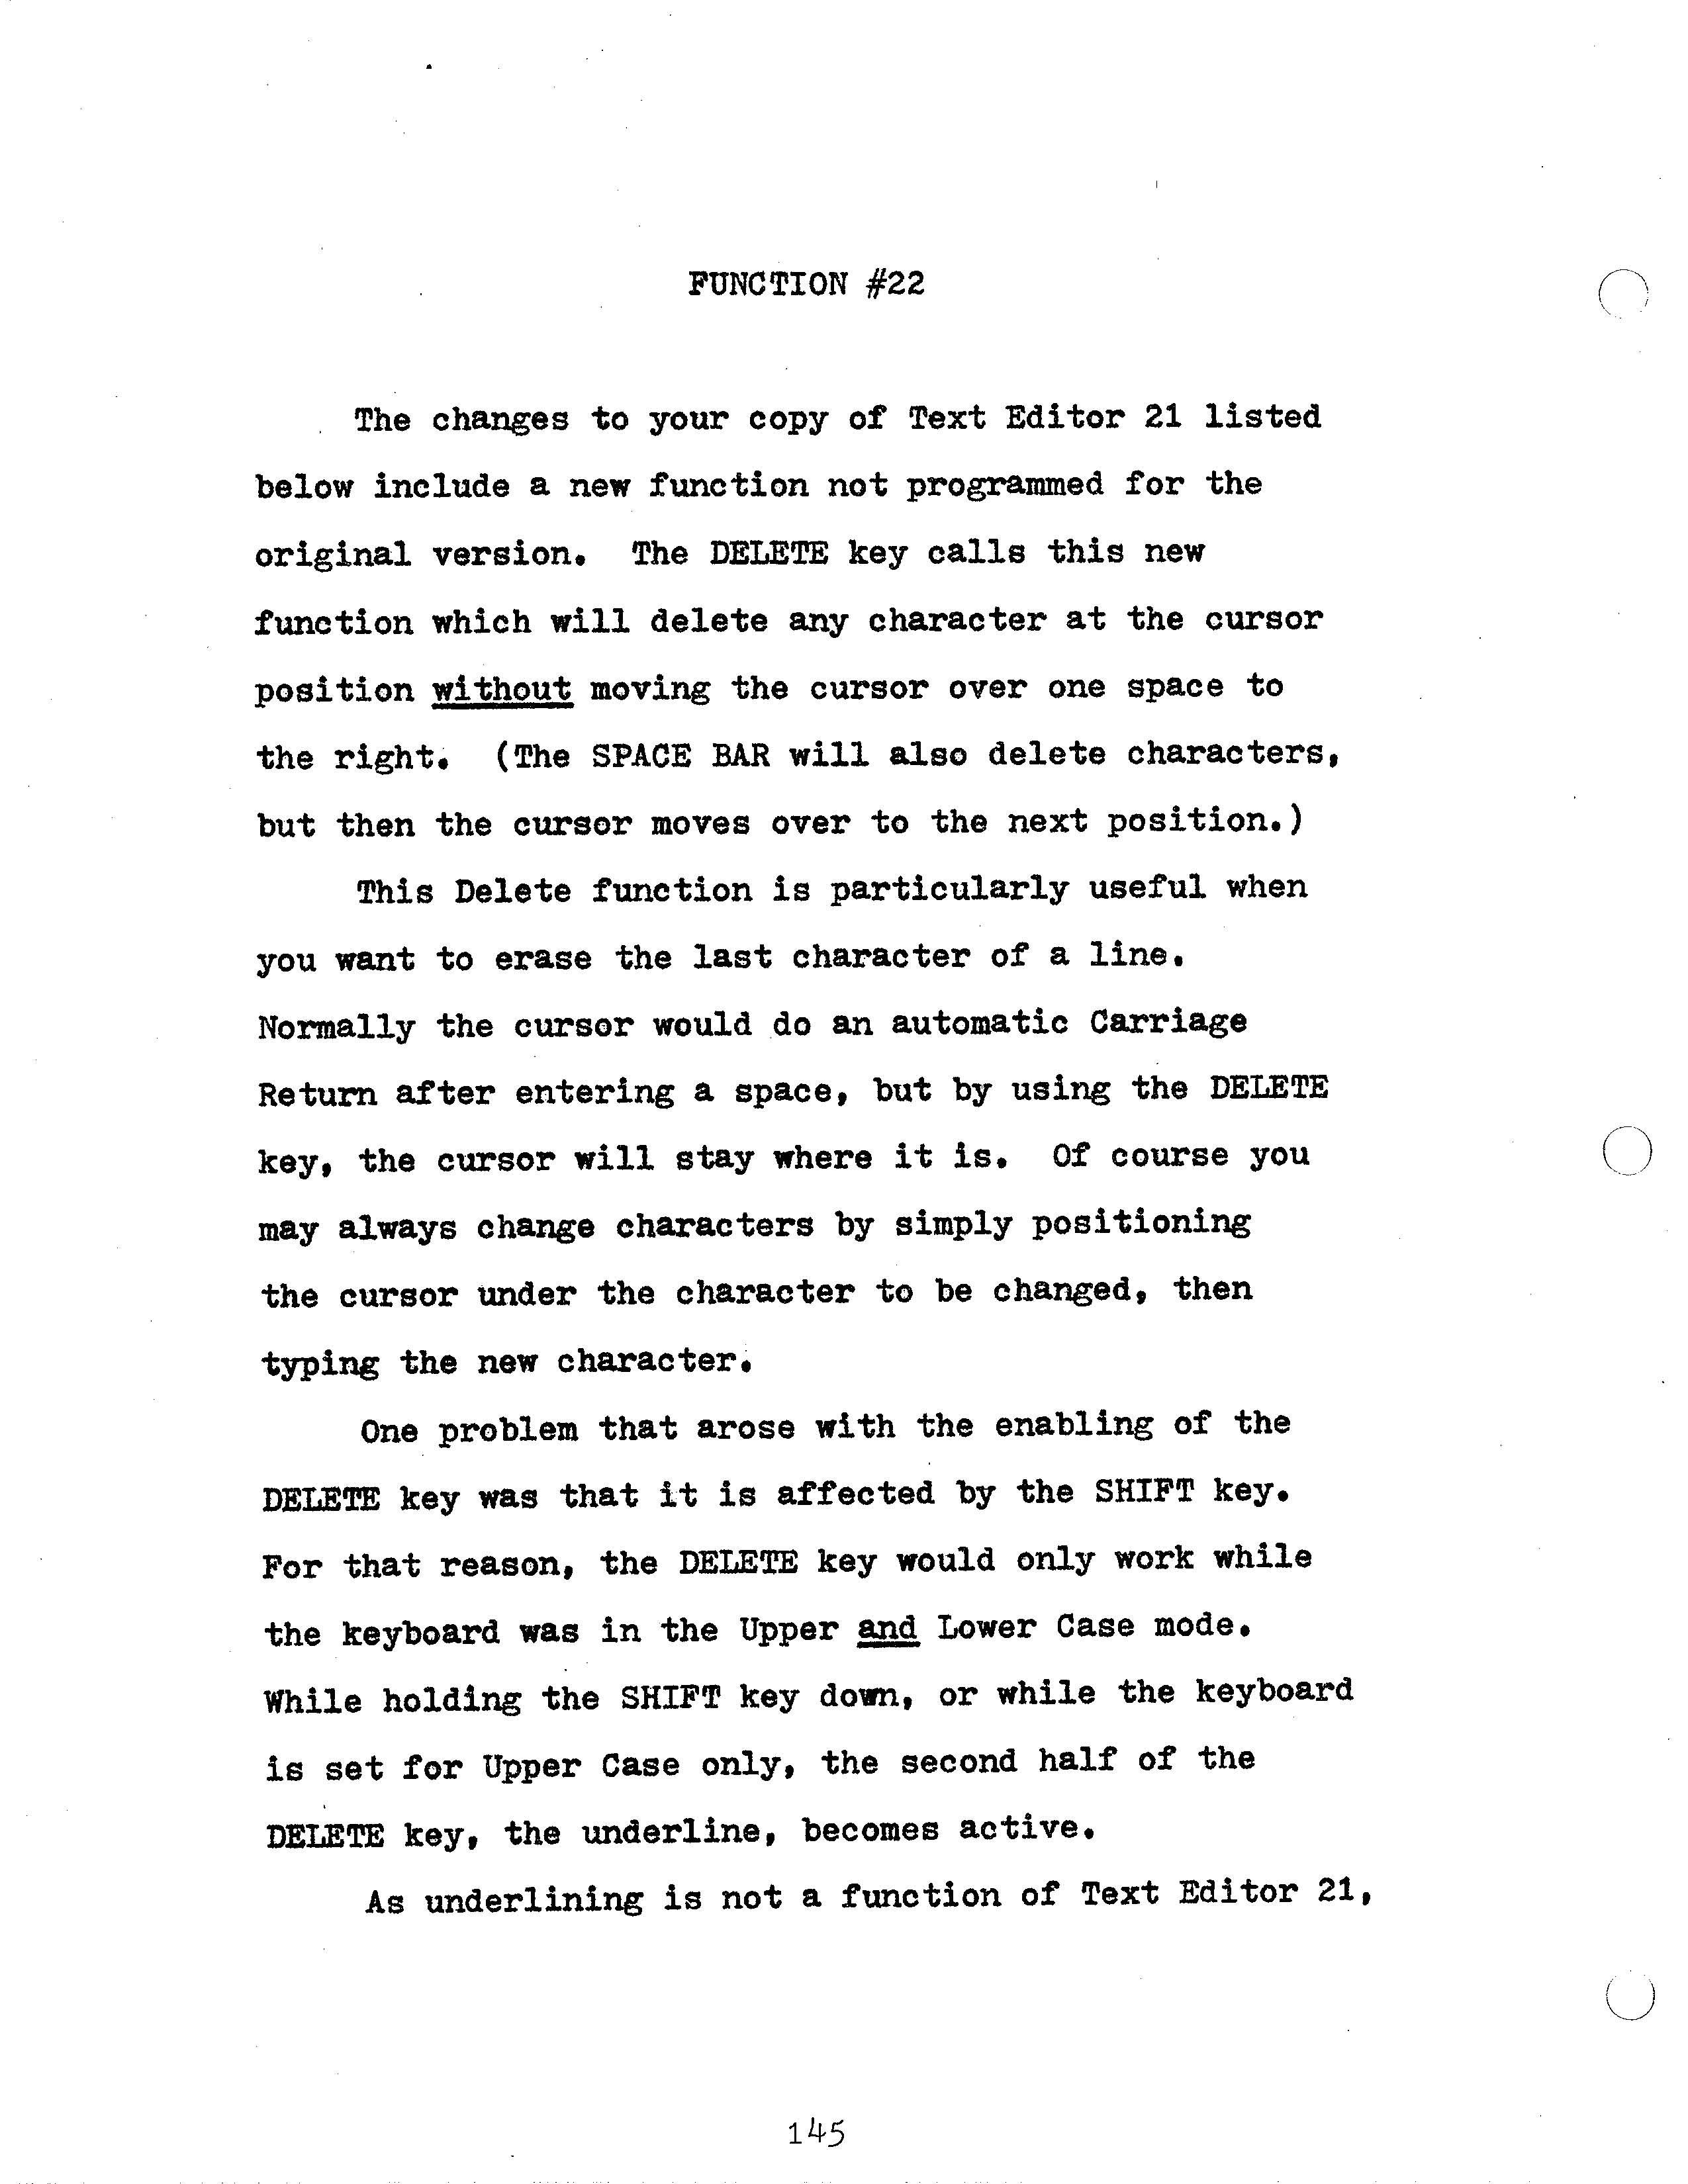 FUNCTION #22
The changes to your copy of Text Editor 21 listed
below include a new function not programmed for the
original version.  The DELETE key calls this new
function which will delete any character at the cursor
position without moving the cursor over one space to
the right.  (The SPACE BAR will also delete characters,
but then the cursor moves over to the next position.)
This Delete function is particularly useful when
you want to erase the last character of a line.
Normally the cursor would do an automatic Carriage
Return after entering a space, but by using the DELETE
key, the cursor will stay where it is.  Of course you
may always change characters by simply positioning
the cursor under the character to be changed, then
typing the new character.
One problem that arose with the enabling of the
DELETE key was that it is affected by the SHIFT key.
For that reason, the DELETE key would only work while
the keyboard was in the Upper and Lower Case mode.
While holding the SHIFT key down, or while the keyboard
is set for Upper Case only, the second half of the
DELETE key, the underline, becomes active.
As underlining is not a function of Text Editor 21,
145